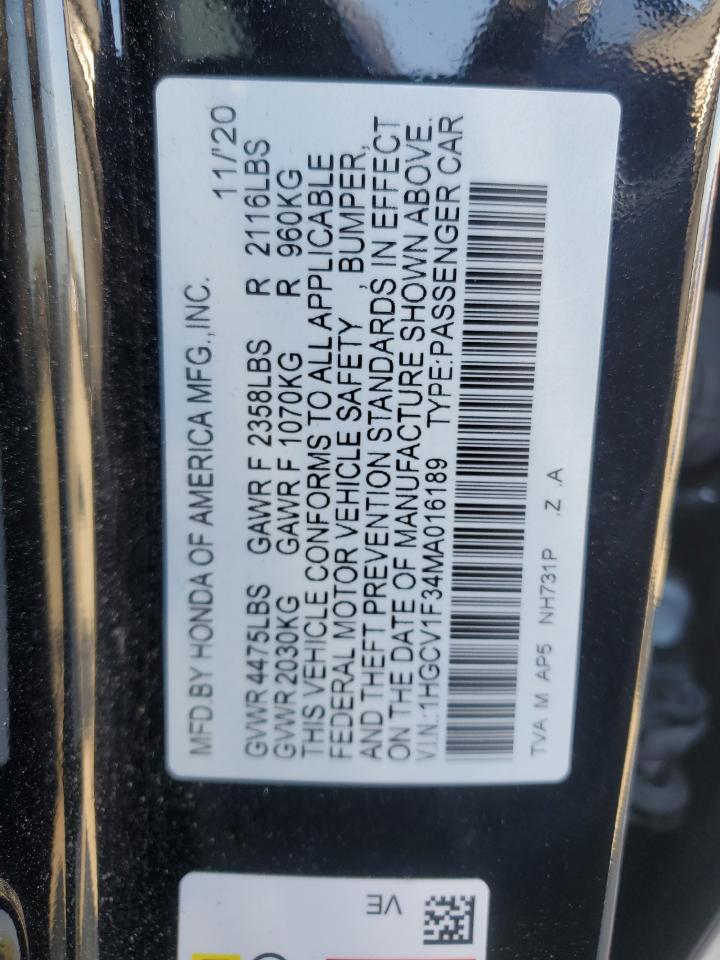 MFD.BY HONDA OF AMERICA MFG.,INC. 11/'20
GVWR 4475LBS GAWR F 2358LBS R 2116LBS
GVWR 2030KG GAWR F 1070KG R 960KG
THIS VEHICLE CONFORMS TO ALL APPLICABLE
FEDERAL MOTOR VEHICLE SAFETY , BUMPER,
AND THEFT PREVENTION STANDARDS IN EFFECT
ON THE DATE OF MANUFACTURE SHOWN ABOVE.
V.I.N.:1HGCV1F34MA016189 TYPE:PASSENGER CAR
TVA M AP5 NH731P .Z .A
VE